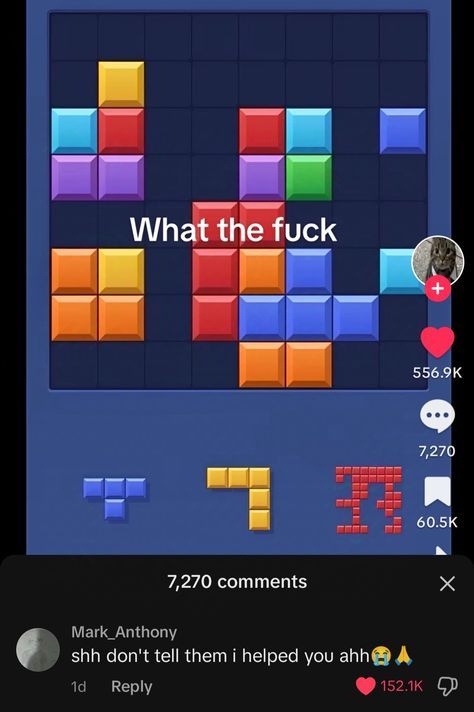 What the fuck
556.9K
7,270
60.5K
7,270 comments
Mark_Anthony
shh don't tell them i helped you ahh😭🙏
1d Reply 152.1K